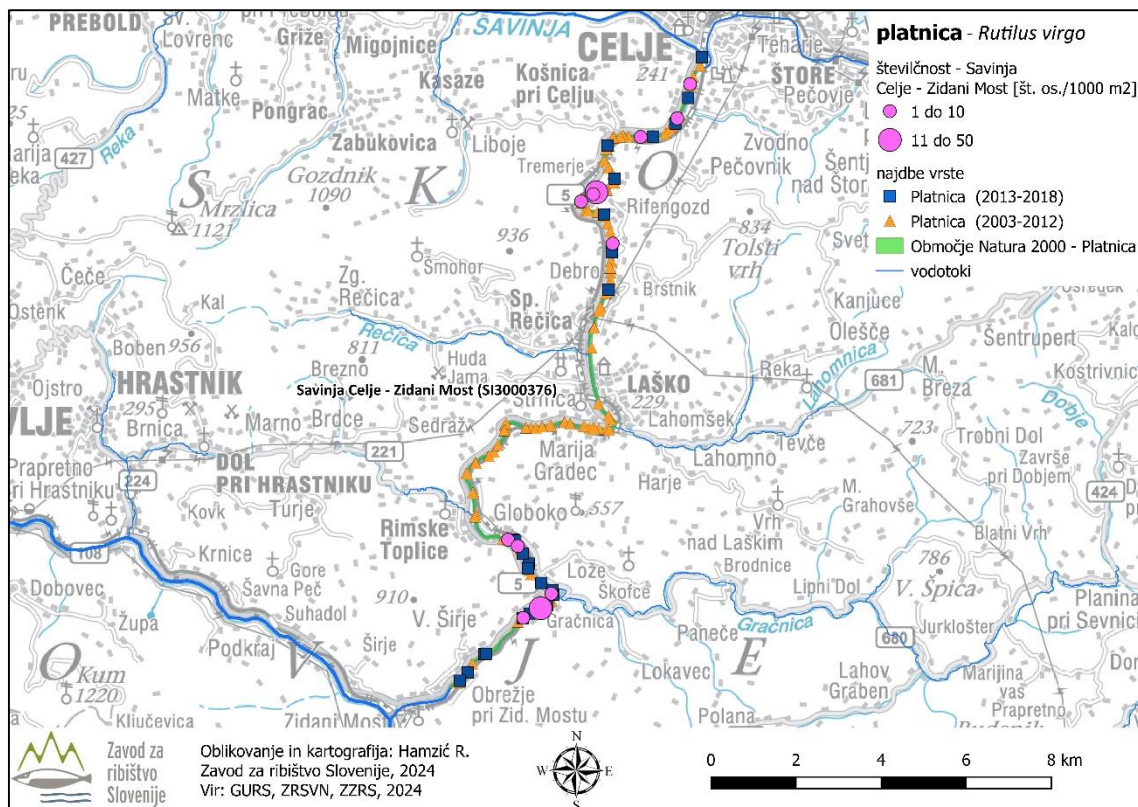 platnica - Rutilus virgo
številčnost - Savinja
Celje - Zidani Most [št. os./1000 m2]
1 do 10
11 do 50
najdbe vrste
Platnica (2013-2018)
Platnica (2003-2012)
Območje Natura 2000 - Platnica
vodotoki
PREBOLD
Sv.
Lovrenc
Griže
Migojnice
SAVINJA
CELJE
Teharje
Matke
Kasaze
Košnica
pri Celju
241
ŠTORE
Pečovje
Pongrac
Reka
Zabukovica
Liboje
Tremerje
Zvodno
Pečovnik
427
Gozdnik
1090
S
K
O
5
Rifengozd
Mrzlica
1121
936
834
Tolsti
vrh
Šmohor
Čeče
Debro
Brstnik
Kanjuce
Olešče
Ostenk
Kal
Zg.
Rečica
Sp.
Rečica
Rečica
Šentrupert
Boben
956
811
Brezno
Huda
Jama
Reka
Lahomnica
681
M.
Breza
Kostrivnic
Ojstro
HRASTNIK
Savinja Celje - Zidani Most (SI3000376)
LAŠKO
229
295
Brnica
Marno
Brdce
Sedraž
Lahomšek
Tevče
723
Dobje
Trobni Dol
Prapretno
pri Hrastniku
224
DOL
PRI HRASTNIKU
221
Marija
Gradec
Lahomno
Harje
Završe
pri Dobjem
424
Kovk
Turje
Globoko
557
M.
Grahovše
Vrh
nad Laškim
Blatni Vrh
108
Krnice
Rimske
Toplice
Gore
Šavna Peč
5
Lože
Brodnice
786
V. Špica
Dobovec
Suhadol
910
Škofce
Lipni Dol
Planina
pri Sevnici
Župa
V. Širje
Gračnica
Gračnica
Paneče
680
Jurklošter
Podkraj
Širje
O
V
J
E
Kum
1220
Lokavec
Lahov
Graben
Marijina
vas
Obrežje
pri Zid. Mostu
Prapretno
Ključevica
Zidani Most
Polana
Zavod za
ribištvo
Slovenije
Oblikovanje in kartografija: Hamzić R.
Zavod za ribištvo Slovenije, 2024
Vir: GURS, ZRSVN, ZZRS, 2024
N
W
E
S
0 2 4 6 8 km